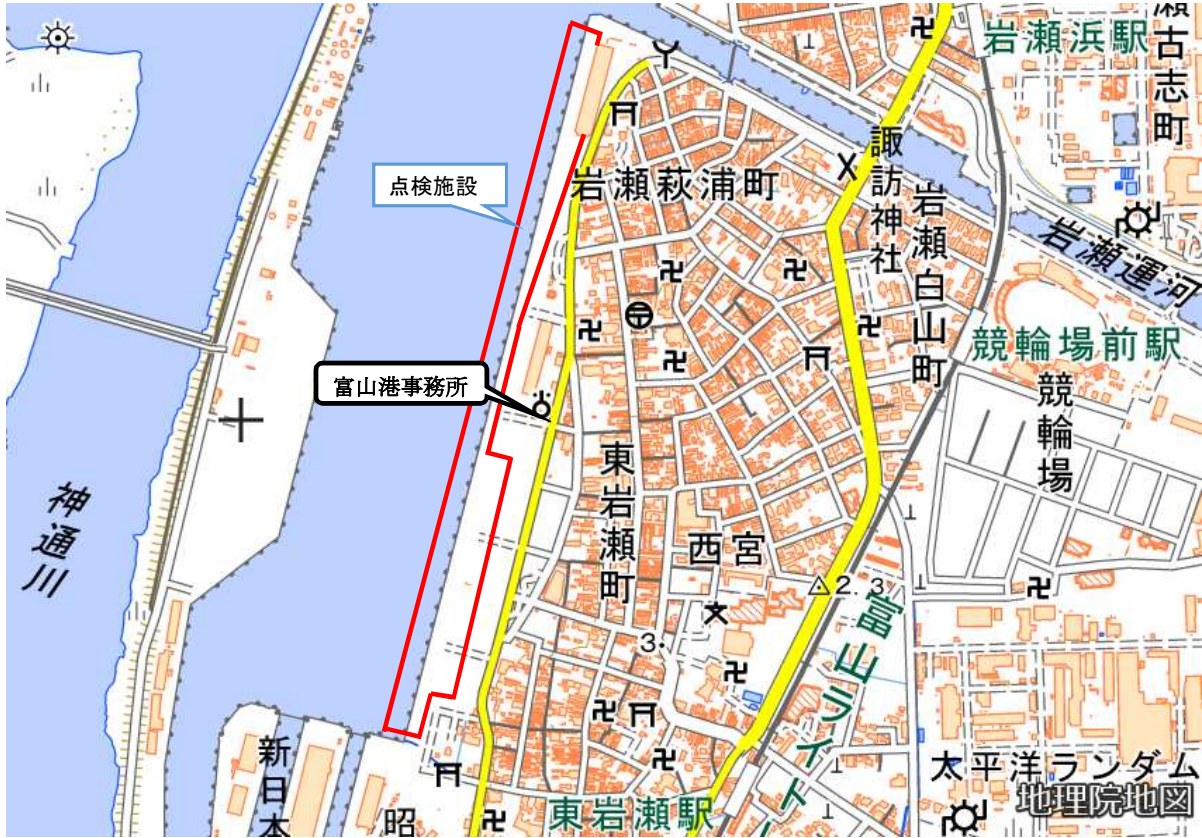 岩瀬浜駅
瀬古志町
諏訪神社
点検施設
岩瀬萩浦町
岩瀬白山町
岩瀬運河
競輪場前駅
富山港事務所
競輪場
東岩瀬町
神通川
西宮
2.3
富山ライト
3
新日本
昭
東岩瀬駅
太平洋ランダム
地理院地図